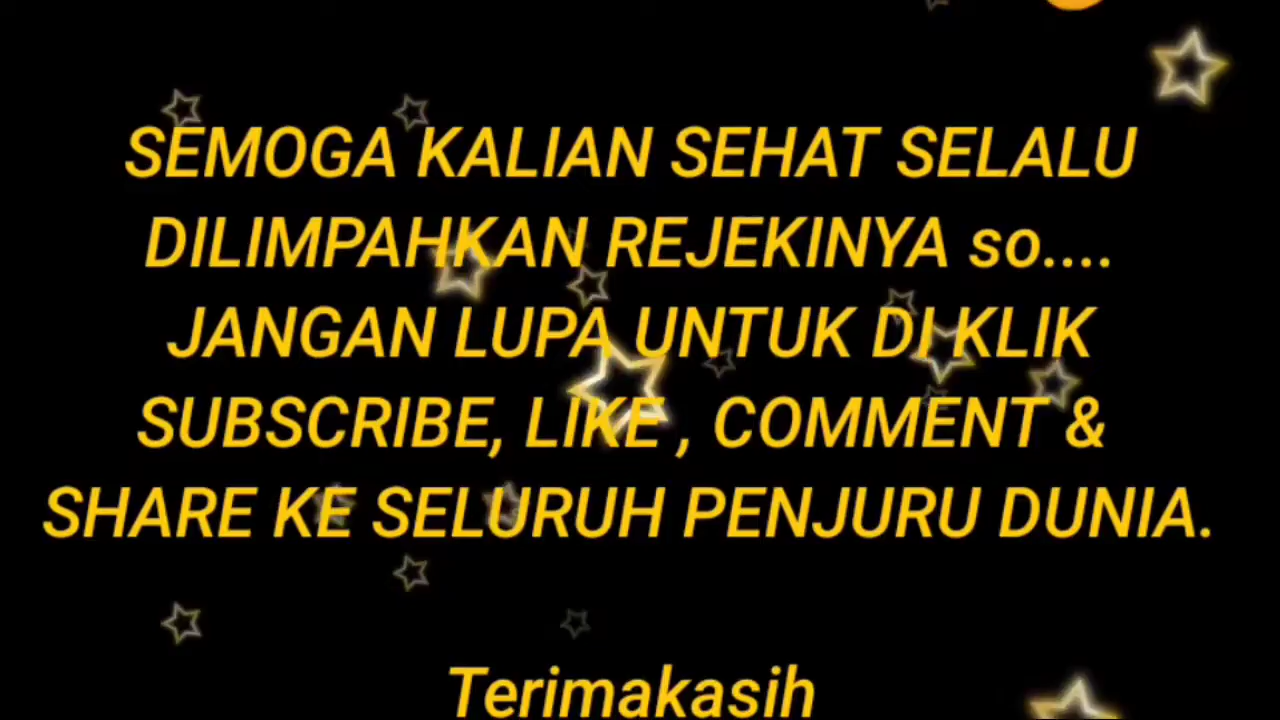 SEMOGA KALIAN SEHAT SELALU
DILIMPAHKAN REJEKINYA so....
JANGAN LUPA UNTUK DI KLIK
SUBSCRIBE, LIKE , COMMENT &
SHARE KE SELURUH PENJURU DUNIA.
Terimakasih